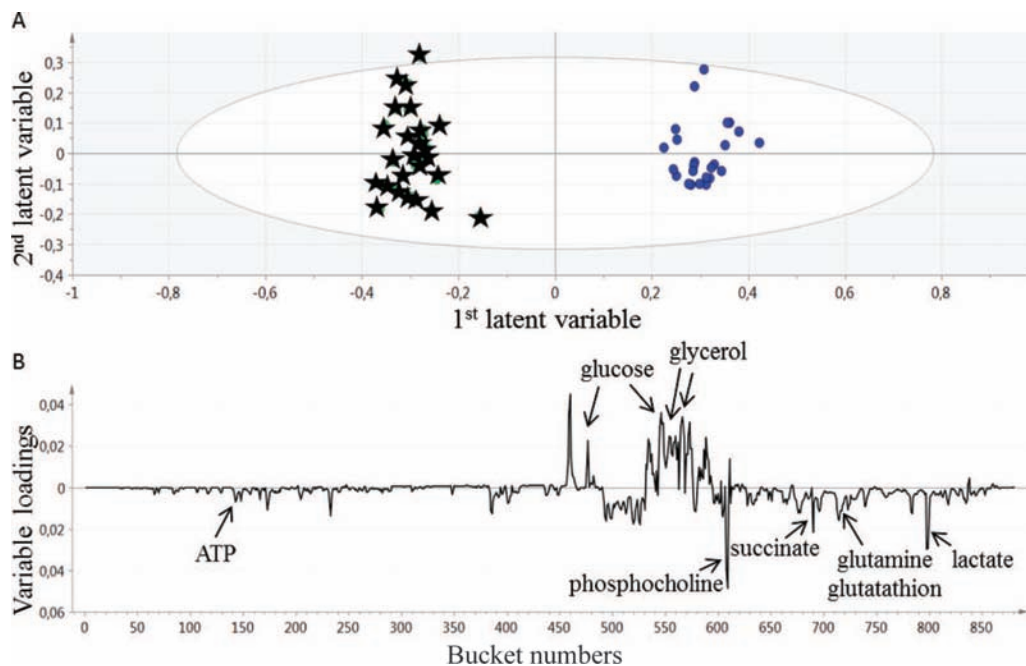 A
2nd latent variable
0,3
0,2
0,1
0
-0,1
-0,2
-0,3
-0,4
-1 -0,8 -0,6 -0,4 -0,2 0 0,2 0,4 0,6 0,8
1st latent variable
B
Variable loadings
0,04
0,02
0
0,02
0,04
0,06
glucose
glycerol
ATP
phosphocholine
succinate
glutamine
glutatathion
lactate
0 50 100 150 200 250 300 350 400 450 500 550 600 650 700 750 800 850
Bucket numbers